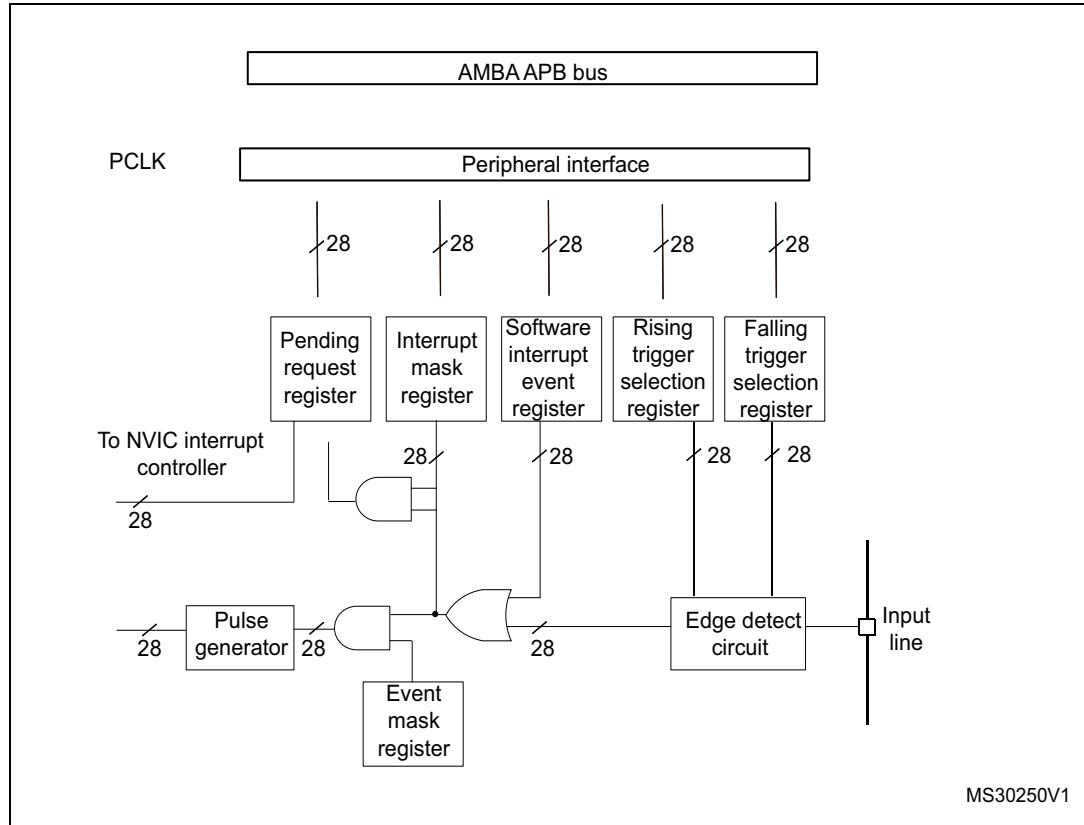 AMBA APB bus
PCLK
Peripheral interface
28
28
28
28
28
Pending
request
register
Interrupt
mask
register
Software
interrupt
event
register
Rising
trigger
selection
register
Falling
trigger
selection
register
To NVIC interrupt
controller
28
28
28
28
28
Pulse
generator
28
28
28
Edge detect
circuit
Input
line
Event
mask
register
MS30250V1